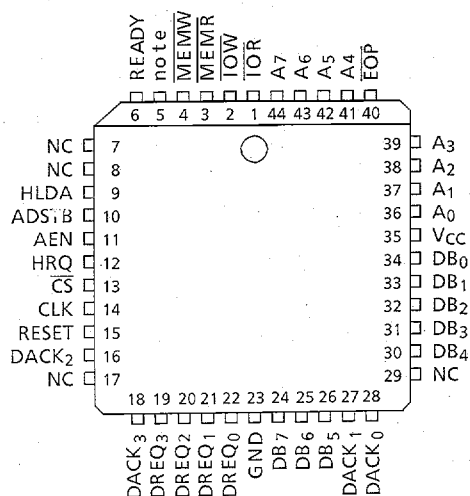 READY note MEMW MEMR IOW IOR A7 A6 A5 A4 EOP
6 5 4 3 2 1 44 43 42 41 40
NC 7
NC 8
HLDA 9
ADSTB 10
AEN 11
HRQ 12
CS 13
CLK 14
RESET 15
DACK2 16
NC 17
39 A3
38 A2
37 A1
36 A0
35 VCC
34 DB0
33 DB1
32 DB2
31 DB3
30 DB4
29 NC
18 19 20 21 22 23 24 25 26 27 28
DACK3 DREQ3 DREQ2 DREQ1 DREQ0 GND DB7 DB6 DB5 DACK1 DACK0